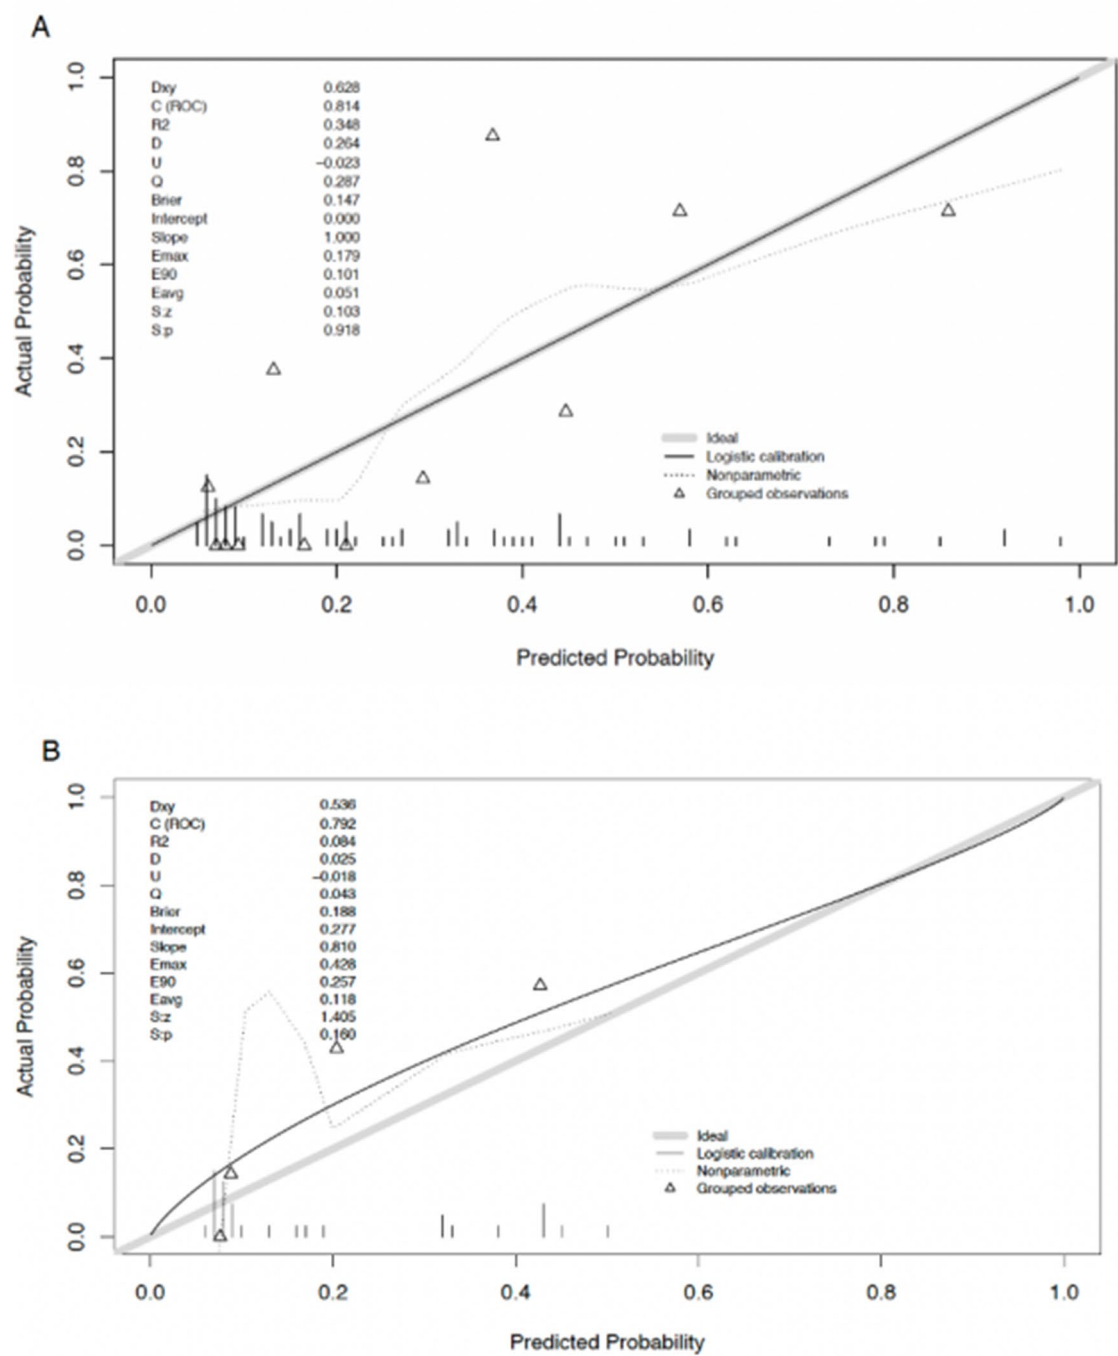 A
Dxy 0.628
C (ROC) 0.814
R2 0.348
D 0.264
U −0.023
Q 0.287
Brier 0.147
Intercept 0.000
Slope 1.000
Emax 0.179
E90 0.101
Eavg 0.051
S:z 0.103
S:p 0.918
Actual Probability
1.0
0.8
0.6
0.4
0.2
0.0
Ideal
Logistic calibration
Nonparametric
Grouped observations
0.0 0.2 0.4 0.6 0.8 1.0
Predicted Probability
B
Dxy 0.536
C (ROC) 0.792
R2 0.084
D 0.025
U −0.018
Q 0.043
Brier 0.188
Intercept 0.277
Slope 0.810
Emax 0.428
E90 0.257
Eavg 0.118
S:z 1.405
S:p 0.160
Actual Probability
1.0
0.8
0.6
0.4
0.2
0.0
Ideal
Logistic calibration
Nonparametric
Grouped observations
0.0 0.2 0.4 0.6 0.8 1.0
Predicted Probability